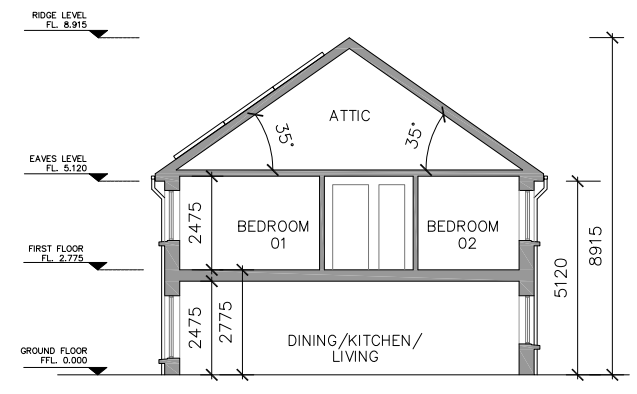 RIDGE LEVEL
FL. 8.915
ATTIC
35°
35°
EAVES LEVEL
FL. 5.120
2475
BEDROOM
01
BEDROOM
02
8915
5120
FIRST FLOOR
FL. 2.775
2475
2775
DINING/KITCHEN/
LIVING
GROUND FLOOR
FFL. 0.000